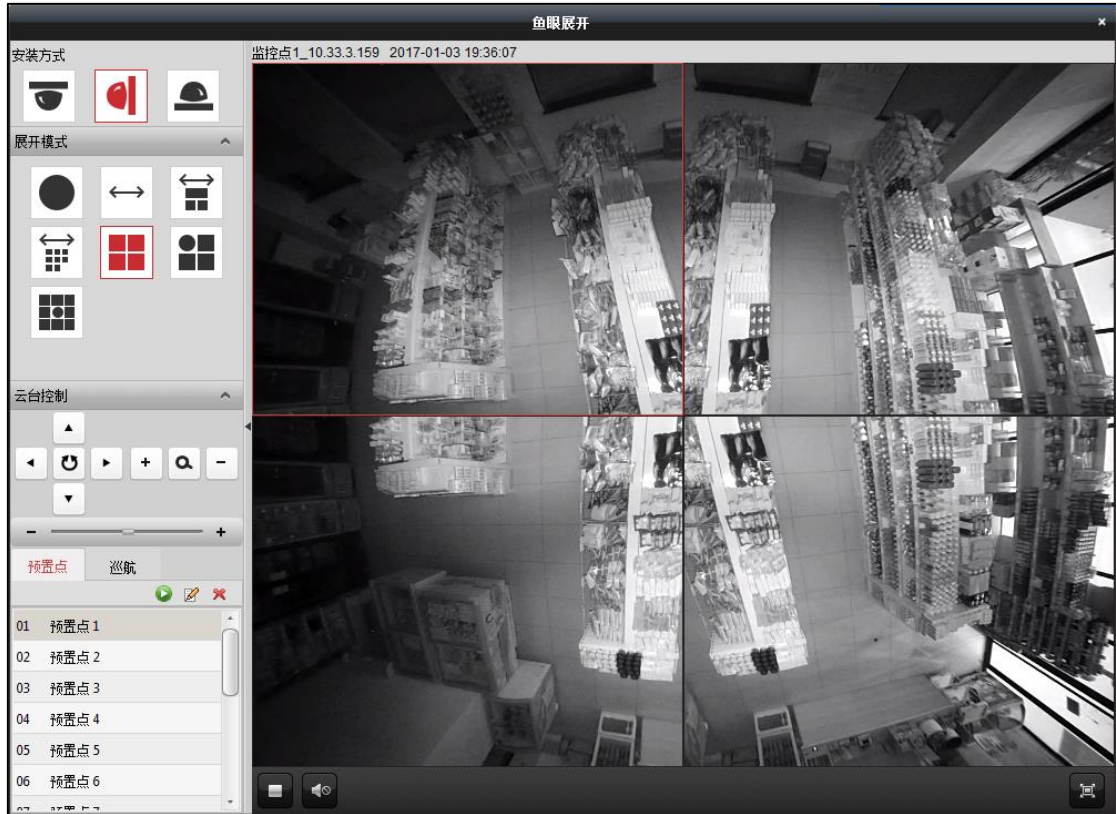 鱼眼展开
安装方式
监控点1_10.33.3.159 2017-01-03 19:36:07
展开模式
云台控制
预置点 巡航
01 预置点 1
02 预置点 2
03 预置点 3
04 预置点 4
05 预置点 5
06 预置点 6